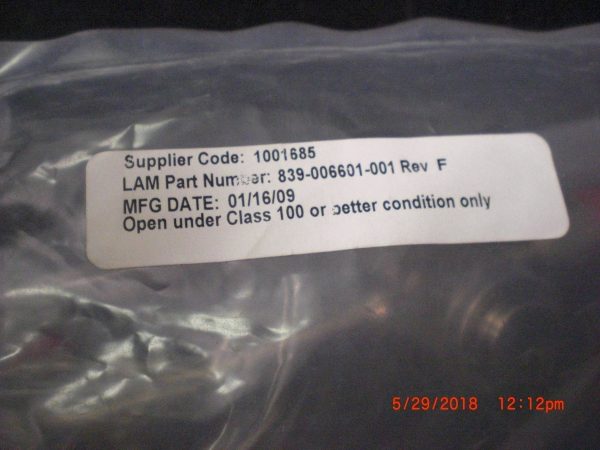 Supplier Code: 1001685
LAM Part Number: 839-006601-001 Rev F
MFG DATE: 01/16/09
Open under Class 100 or better condition only
5/29/2018 12:12pm